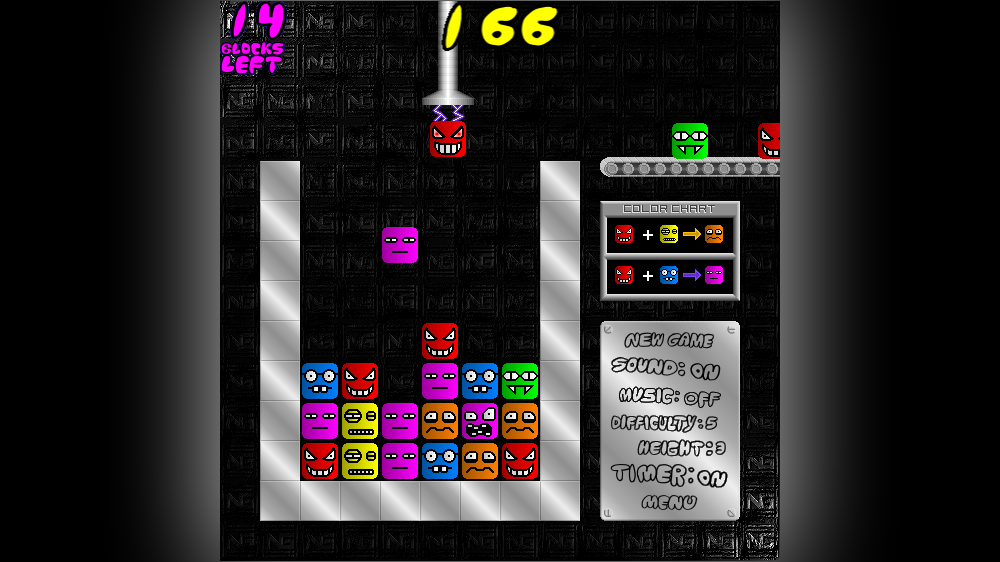 14
BLOCKS
LEFT
166
COLOR CHART
+
+
NEW GAME
SOUND: ON
MUSIC: OFF
DIFFICULTY: 5
HEIGHT: 3
TIMER: ON
MENU